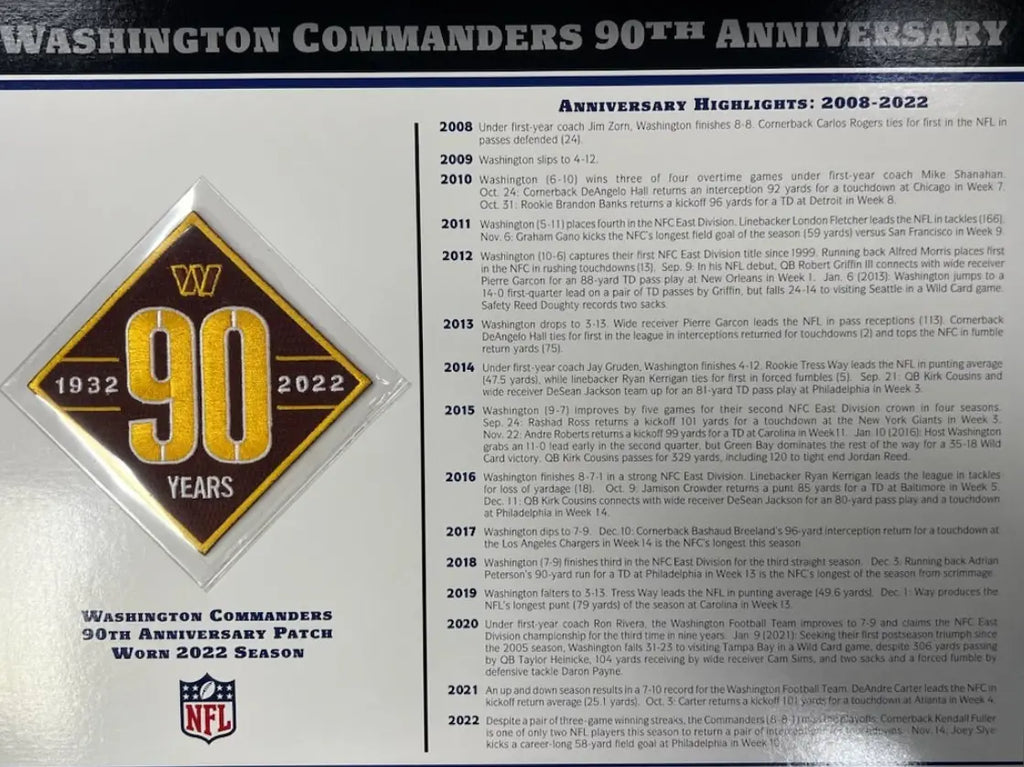 WASHINGTON COMMANDERS 90TH ANNIVERSARY
ANNIVERSARY HIGHLIGHTS: 2008-2022
2008 Under first-year coach Jim Zorn, Washington finishes 8-8. Cornerback Carlos Rogers ties for first in the NFL in
passes defended (24).
2009 Washington slips to 4-12.
2010 Washington (6-10) wins three of four overtime games under first-year coach Mike Shanahan.
Oct. 24: Cornerback DeAngelo Hall returns an interception 92 yards for a touchdown at Chicago in Week 7.
Oct. 31: Rookie Brandon Banks returns a kickoff 96 yards for a TD at Detroit in Week 8.
2011 Washington (5-11) places fourth in the NFC East Division. Linebacker London Fletcher leads the NFL in tackles (166).
Nov. 6: Graham Gano kicks the NFC's longest field goal of the season (59 yards) versus San Francisco in Week 9.
2012 Washington (10-6) captures their first NFC East Division title since 1999. Running back Alfred Morris places first
in the NFC in rushing touchdowns (13). Sep. 9: In his NFL debut, QB Robert Griffin III connects with wide receiver
Pierre Garcon for an 88-yard TD pass play at New Orleans in Week 1. Jan. 6 (2013): Washington jumps to a
14-0 first-quarter lead on a pair of TD passes by Griffin, but falls 24-14 to visiting Seattle in a Wild Card game.
Safety Reed Doughty records two sacks.
2013 Washington drops to 3-13. Wide receiver Pierre Garcon leads the NFL in pass receptions (113). Cornerback
DeAngelo Hall ties for first in the league in interceptions returned for touchdowns (2) and tops the NFC in fumble
return yards (75).
2014 Under first-year coach Jay Gruden, Washington finishes 4-12. Rookie Tress Way leads the NFL in punting average
(47.5 yards), while linebacker Ryan Kerrigan ties for first in forced fumbles (5). Sep. 21: QB Kirk Cousins and
wide receiver DeSean Jackson team up for an 81-yard TD pass play at Philadelphia in Week 3.
2015 Washington (9-7) improves by five games for their second NFC East Division crown in four seasons.
Sep. 24: Rashad Ross returns a kickoff 101 yards for a touchdown at the New York Giants in Week 3.
Nov. 22: Andre Roberts returns a kickoff 99 yards for a TD at Carolina in Week 11. Jan. 10 (2016): Host Washington
grabs an 11-0 lead early in the second quarter, but Green Bay dominates the rest of the way for a 35-18 Wild
Card victory. QB Kirk Cousins passes for 329 yards, including 120 to tight end Jordan Reed.
2016 Washington finishes 8-7-1 in a strong NFC East Division. Linebacker Ryan Kerrigan leads the league in tackles
for loss of yardage (18). Oct. 9: Jamison Crowder returns a punt 85 yards for a TD at Baltimore in Week 5.
Dec. 11: QB Kirk Cousins connects with wide receiver DeSean Jackson for an 80-yard pass play and a touchdown
at Philadelphia in Week 14.
2017 Washington dips to 7-9. Dec. 10: Cornerback Bashaud Breeland's 96-yard interception return for a touchdown at
the Los Angeles Chargers in Week 14 is the NFC's longest this season.
2018 Washington (7-9) finishes third in the NFC East Division for the third straight season. Dec. 3: Running back Adrian
Peterson's 90-yard run for a TD at Philadelphia in Week 13 is the NFC's longest of the season from scrimmage.
2019 Washington falters to 3-13. Tress Way leads the NFL in punting average (49.6 yards). Dec. 1: Way produces the
NFL's longest punt (79 yards) of the season at Carolina in Week 13.
2020 Under first-year coach Ron Rivera, the Washington Football Team improves to 7-9 and claims the NFC East
Division championship for the third time in nine years. Jan. 9 (2021): Seeking their first postseason triumph since
the 2005 season, Washington falls 31-23 to visiting Tampa Bay in a Wild Card game, despite 306 yards passing
by QB Taylor Heinicke, 104 yards receiving by wide receiver Cam Sims, and two sacks and a forced fumble by
defensive tackle Daron Payne.
2021 An up and down season results in a 7-10 record for the Washington Football Team. DeAndre Carter leads the NFC in
kickoff return average (25.1 yards). Oct. 3: Carter returns a kickoff 101 yards for a touchdown at Atlanta in Week 4.
2022 Despite a pair of three-game winning streaks, the Commanders (8-8-1) miss the playoffs. Cornerback Kendall Fuller
is one of only two NFL players this season to return a pair of interceptions for touchdowns. Nov. 14: Joey Slye
kicks a career-long 58-yard field goal at Philadelphia in Week 10.
W
90
1932 2022
YEARS
WASHINGTON COMMANDERS
90TH ANNIVERSARY PATCH
WORN 2022 SEASON
NFL